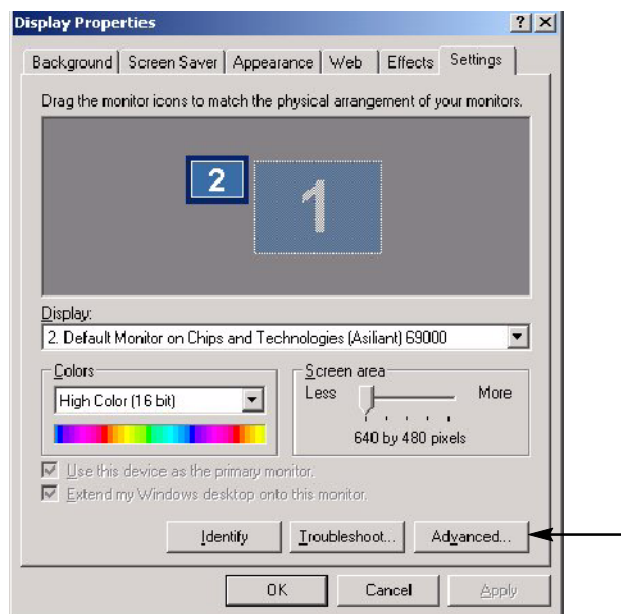 Display Properties
Background Screen Saver Appearance Web Effects Settings
Drag the monitor icons to match the physical arrangement of your monitors.
2 1
Display:
2. Default Monitor on Chips and Technologies (Asiliant) 69000
Colors Screen area
High Color (16 bit) Less More
640 by 480 pixels
Use this device as the primary monitor.
Extend my Windows desktop onto this monitor.
Identify Troubleshoot... Advanced...
OK Cancel Apply